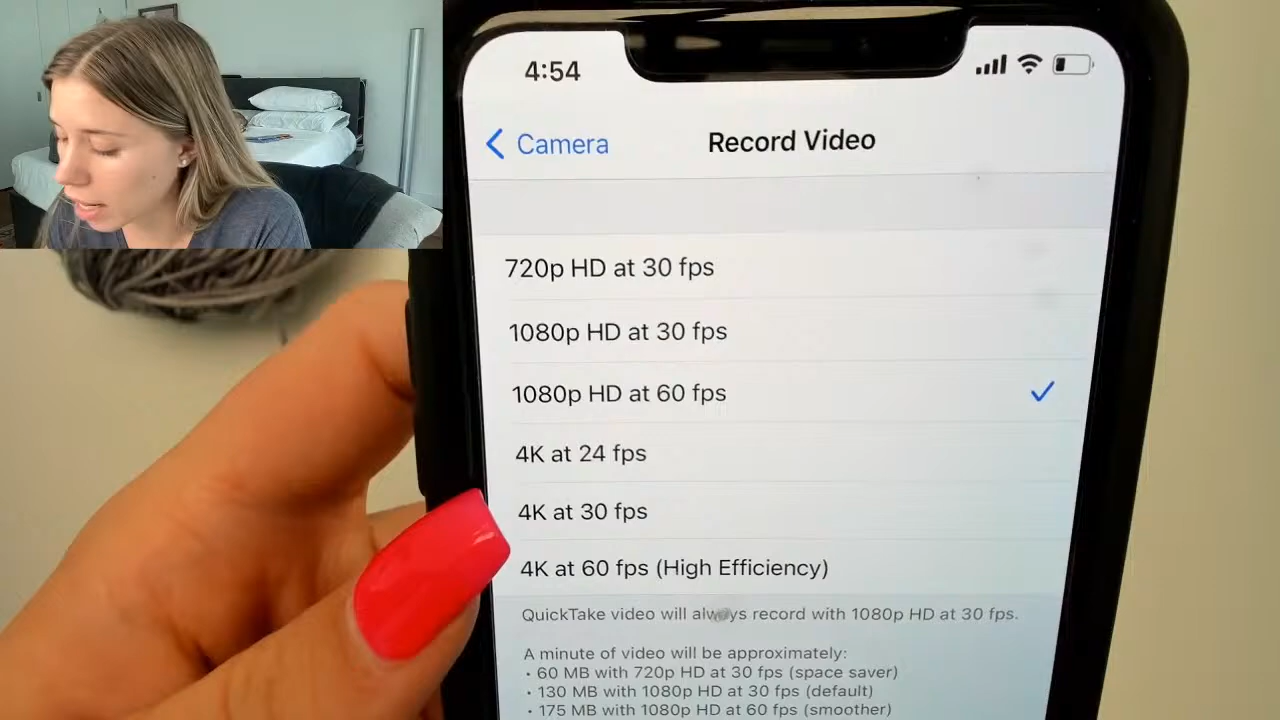 4:54
Camera
Record Video
720p HD at 30 fps
1080p HD at 30 fps
1080p HD at 60 fps
4K at 24 fps
4K at 30 fps
4K at 60 fps (High Efficiency)
QuickTake video will always record with 1080p HD at 30 fps.
A minute of video will be approximately:
• 60 MB with 720p HD at 30 fps (space saver)
• 130 MB with 1080p HD at 30 fps (default)
• 175 MB with 1080p HD at 60 fps (smoother)